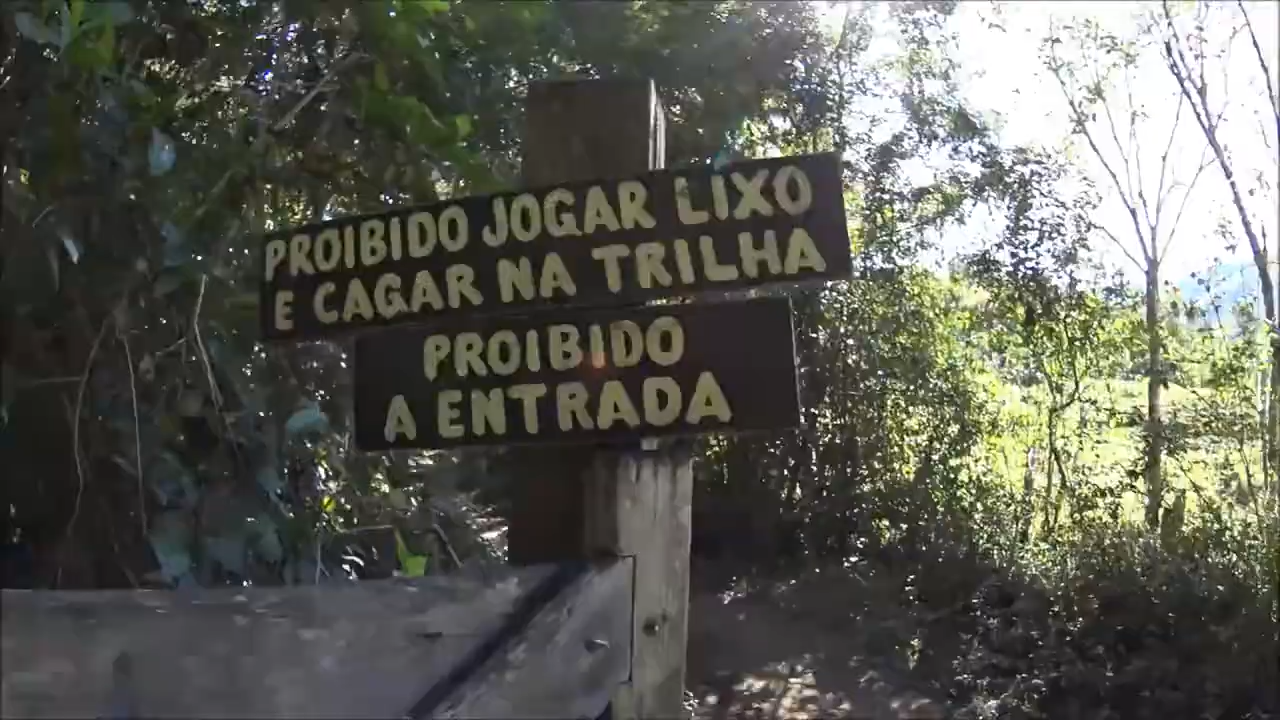 PROIBIDO JOGAR LIXO
E CAGAR NA TRILHA
PROIBIDO
A ENTRADA